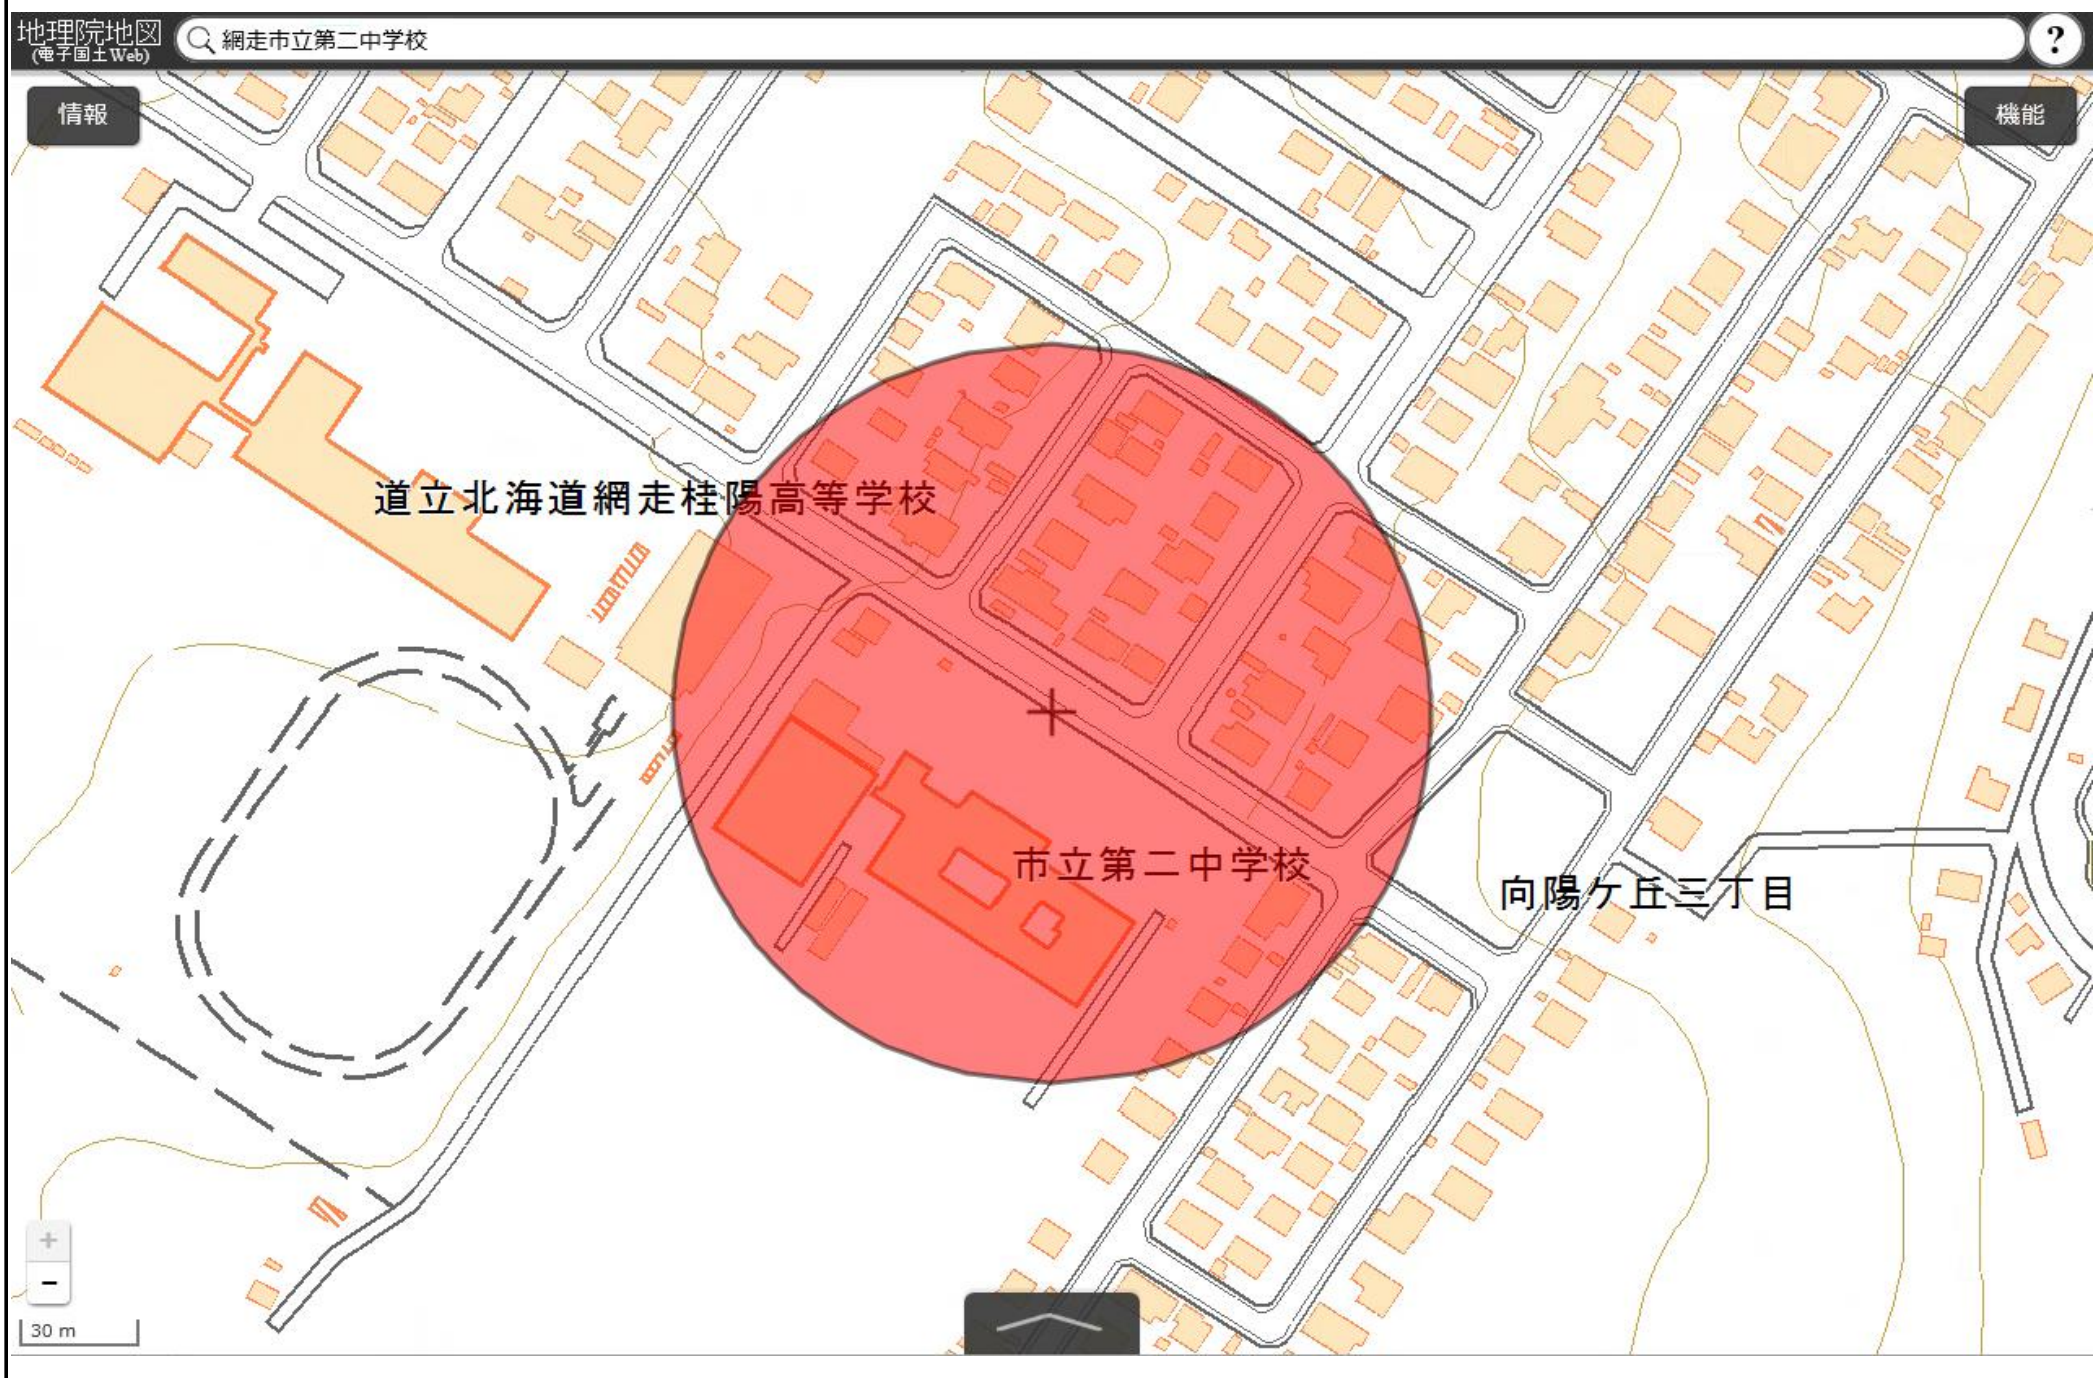 地理院地図
(電子国土Web)
網走市立第二中学校
?
情報
機能
道立北海道網走桂陽高等学校
市立第二中学校
向陽ケ丘三丁目
+
-
30 m